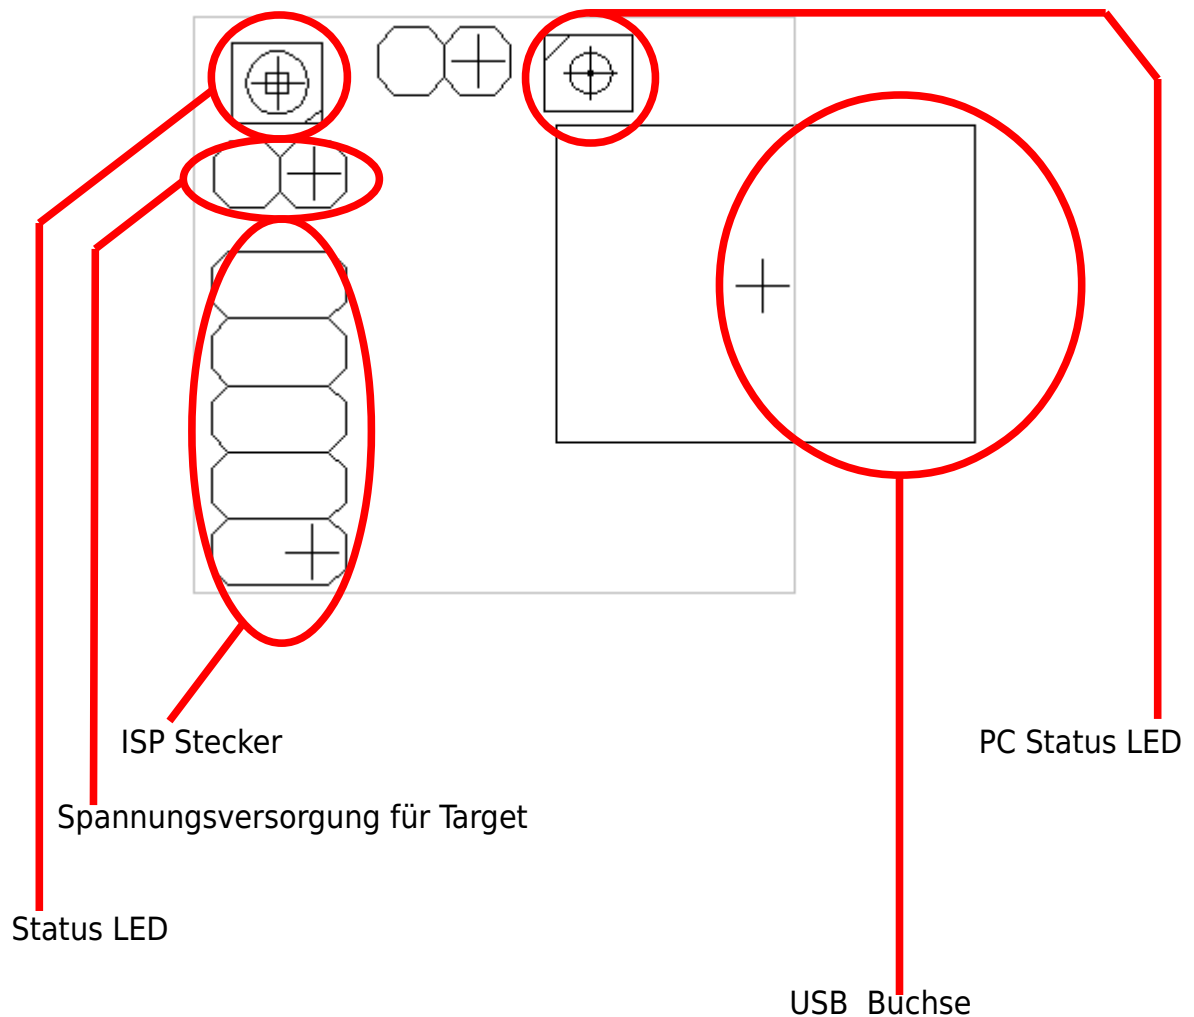 ISP Stecker
PC Status LED
Spannungsversorgung für Target
Status LED
USB Buchse